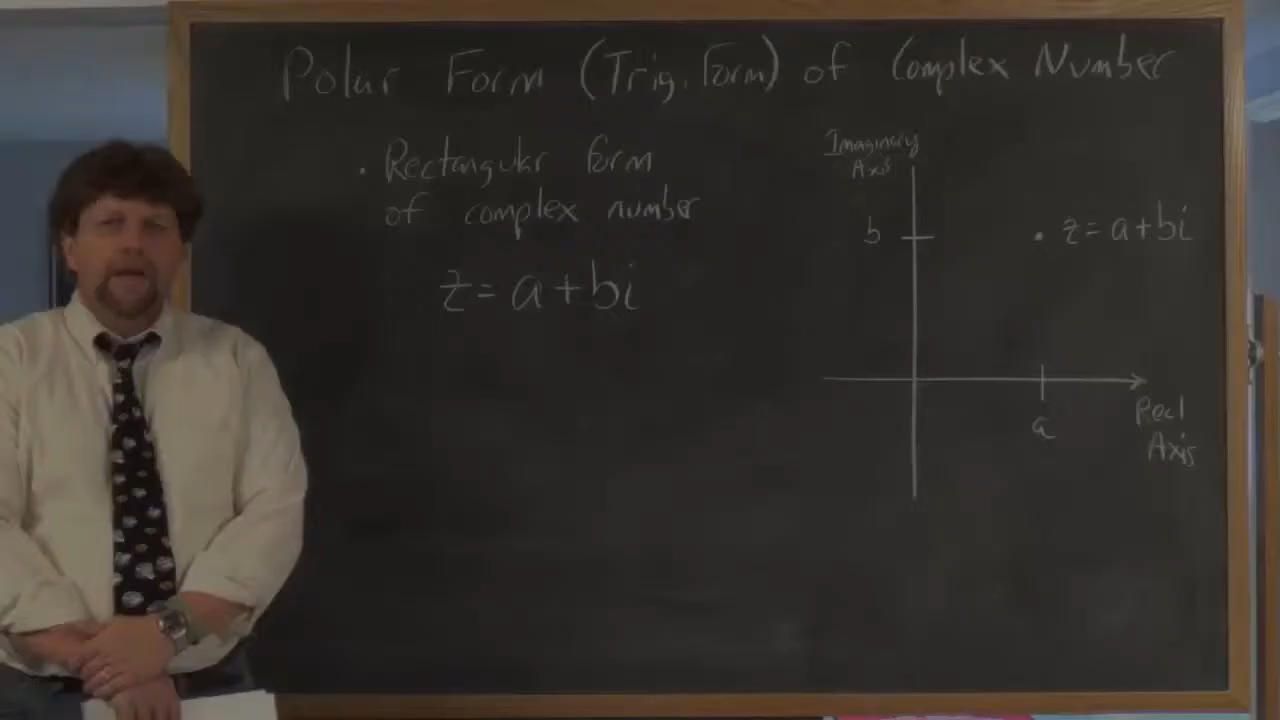 Polar Form (Trig. Form) of Complex Number
• Rectangular form
of complex number
z = a + bi
Imaginary
Axis
b
• z = a + bi
a
Real
Axis